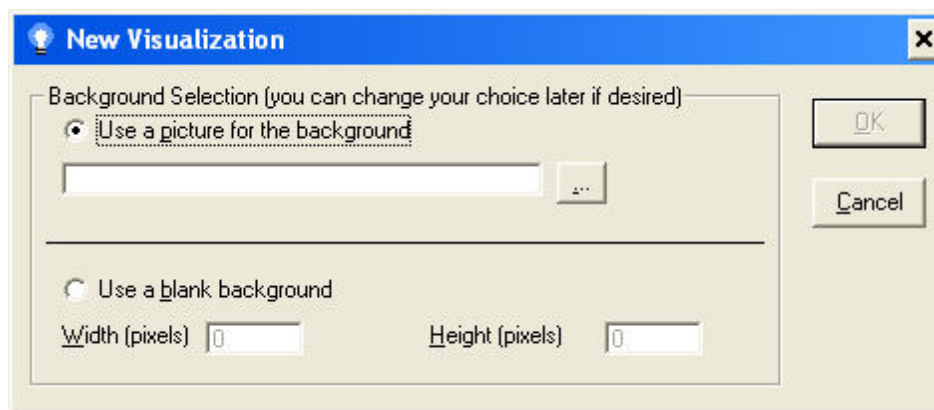 New Visualization
Background Selection (you can change your choice later if desired)
Use a picture for the background
OK
...
Cancel
Use a blank background
Width (pixels) 0 Height (pixels) 0